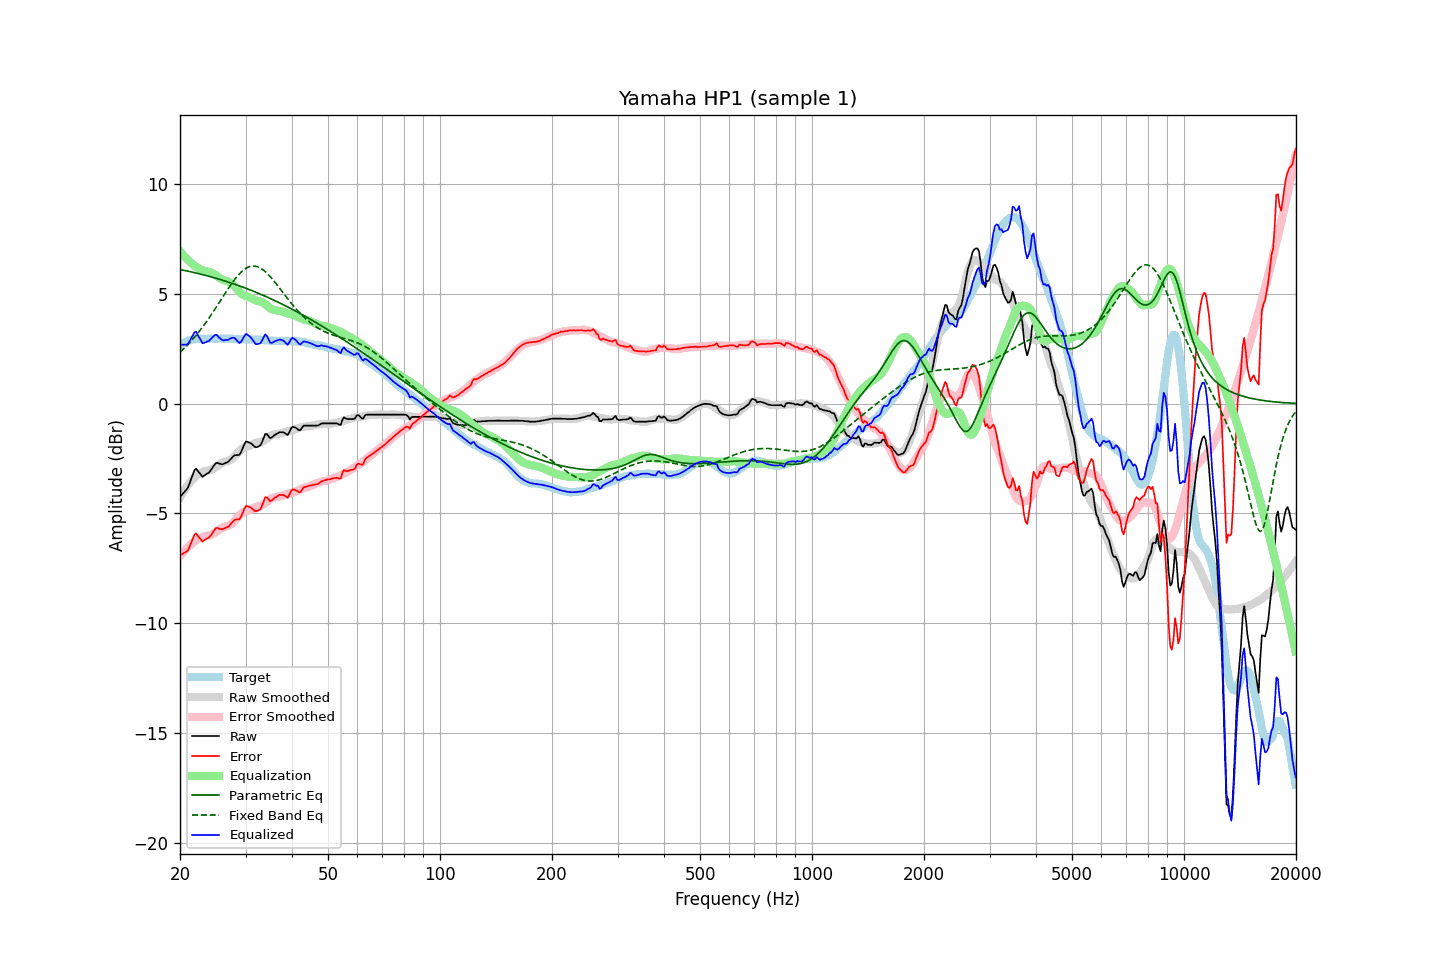 Yamaha HP1 (sample 1)
Amplitude (dBr)
10
5
0
−5
−10
−15
−20
Target
Raw Smoothed
Error Smoothed
Raw
Error
Equalization
Parametric Eq
Fixed Band Eq
Equalized
20 50 100 200 500 1000 2000 5000 10000 20000
Frequency (Hz)